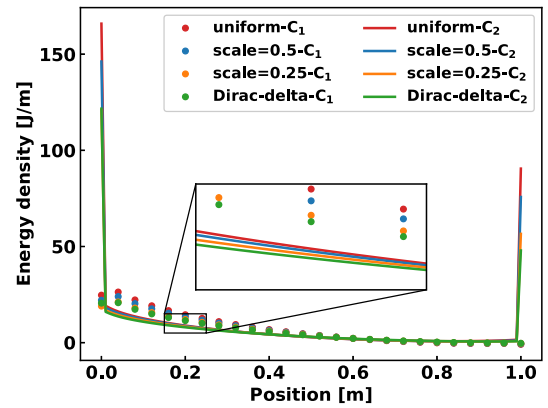 uniform-C₁ uniform-C₂
scale=0.5-C₁ scale=0.5-C₂
scale=0.25-C₁ scale=0.25-C₂
Dirac-delta-C₁ Dirac-delta-C₂
Energy density [J/m]
150
100
50
0
0.0 0.2 0.4 0.6 0.8 1.0
Position [m]